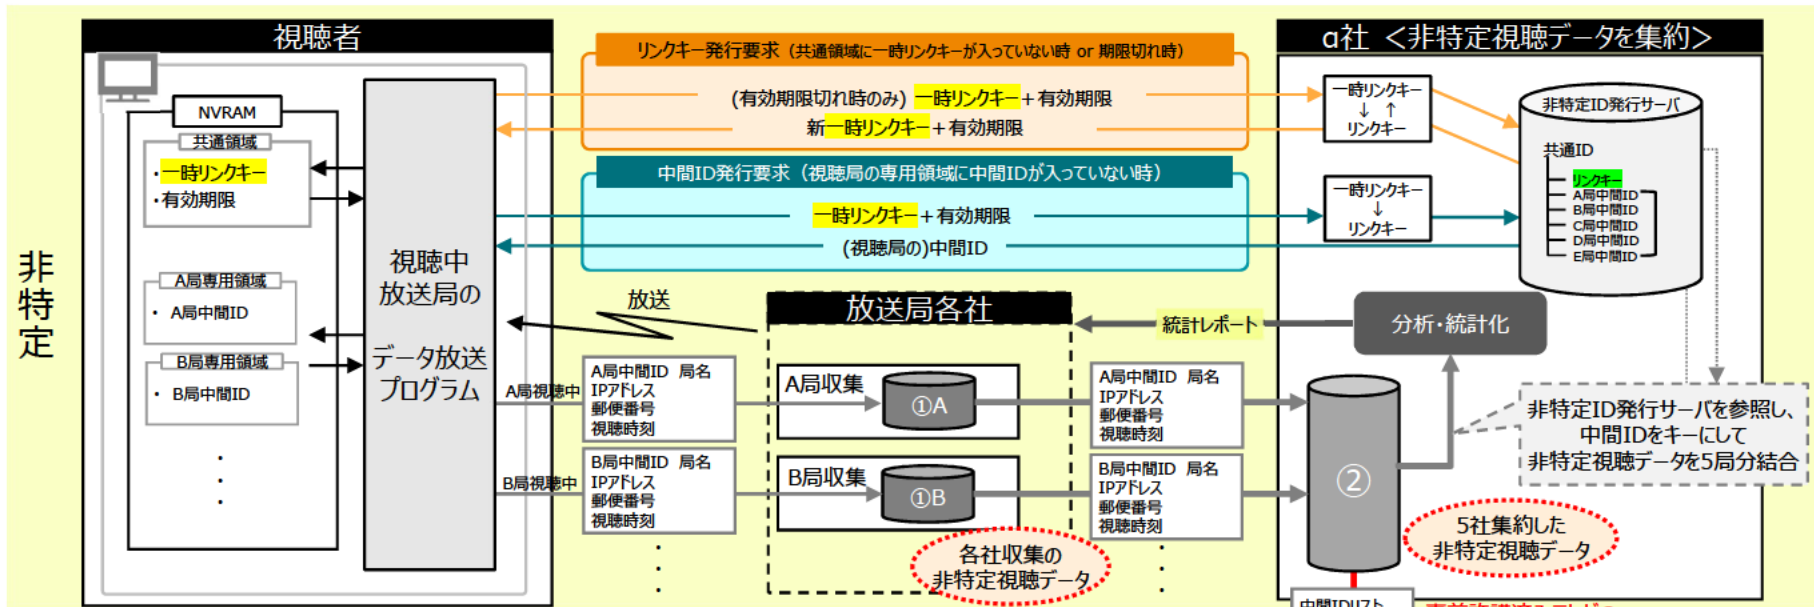 非特定
視聴者
NVRAM
共通領域
・一時リンクキー
・有効期限
A局専用領域
・ A局中間ID
B局専用領域
・ B局中間ID
・
・
・
視聴中
放送局の
データ放送
プログラム
リンクキー発行要求（共通領域に一時リンクキーが入っていない時 or 期限切れ時）
(有効期限切れ時のみ) 一時リンクキー＋有効期限
新一時リンクキー＋有効期限
中間ID発行要求（視聴局の専用領域に中間IDが入っていない時）
一時リンクキー＋有効期限
(視聴局の)中間ID
放送
放送局各社
統計レポート
A局視聴中
A局中間ID 局名
IPアドレス
郵便番号
視聴時刻
A局収集
①A
A局中間ID 局名
IPアドレス
郵便番号
視聴時刻
B局視聴中
B局中間ID 局名
IPアドレス
郵便番号
視聴時刻
B局収集
①B
B局中間ID 局名
IPアドレス
郵便番号
視聴時刻
・
・
・
各社収集の
非特定視聴データ
・
・
・
α社 ＜非特定視聴データを集約＞
一時リンクキー
↓ ↑
リンクキー
一時リンクキー
↓
リンクキー
非特定ID発行サーバ
共通ID
リンクキー
A局中間ID
B局中間ID
C局中間ID
D局中間ID
E局中間ID
分析・統計化
非特定ID発行サーバを参照し、
中間IDをキーにして
非特定視聴データを5局分結合
②
5社集約した
非特定視聴データ
中間IDリスト